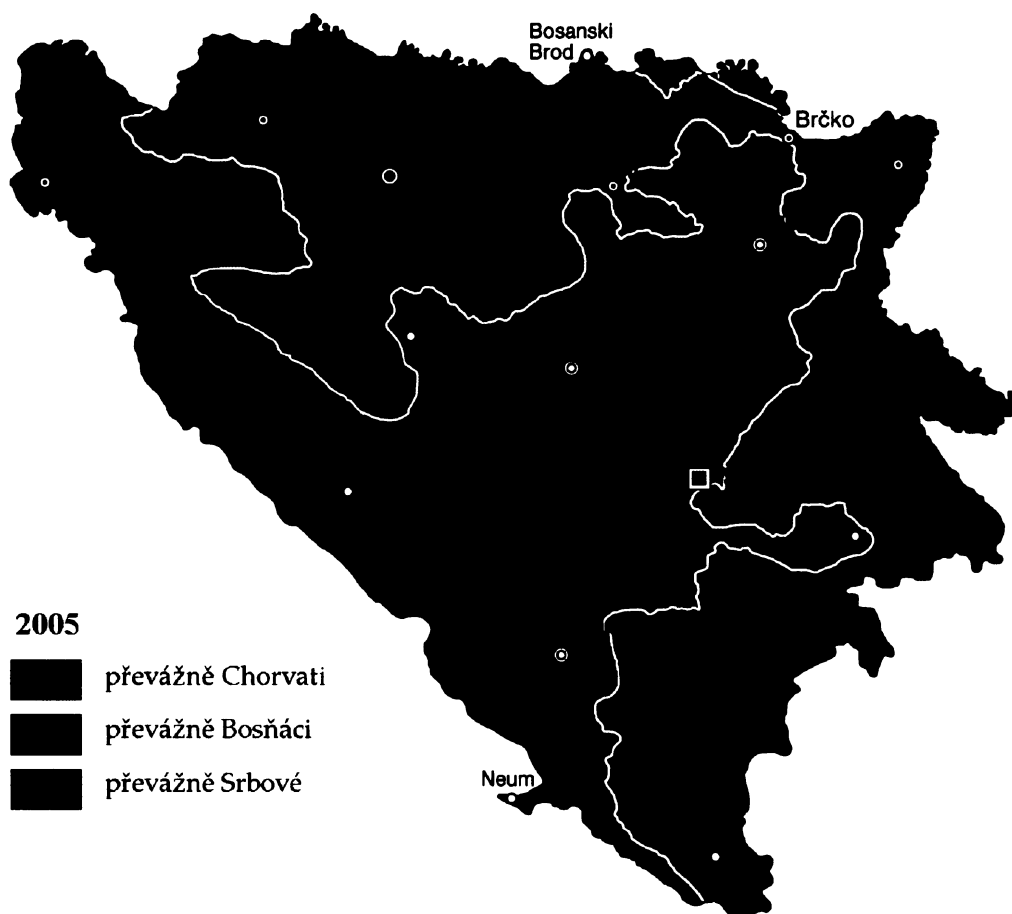 Bosanski
Brod
Brčko
2005
převážně Chorvati
převážně Bosňáci
převážně Srbové
Neum